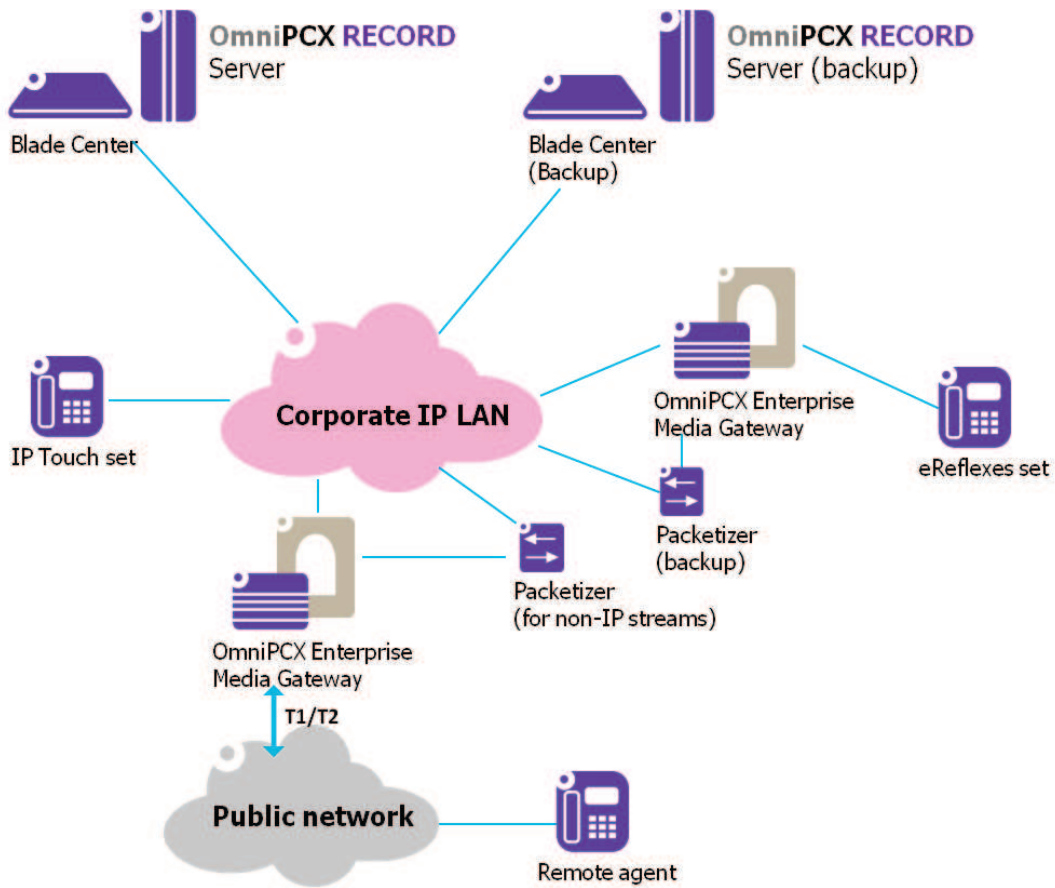 OmniPCX RECORD
Server
Blade Center
OmniPCX RECORD
Server (backup)
Blade Center
(Backup)
Corporate IP LAN
IP Touch set
OmniPCX Enterprise
Media Gateway
eReflexes set
Packetizer
(backup)
Packetizer
(for non-IP streams)
OmniPCX Enterprise
Media Gateway
T1/T2
Public network
Remote agent